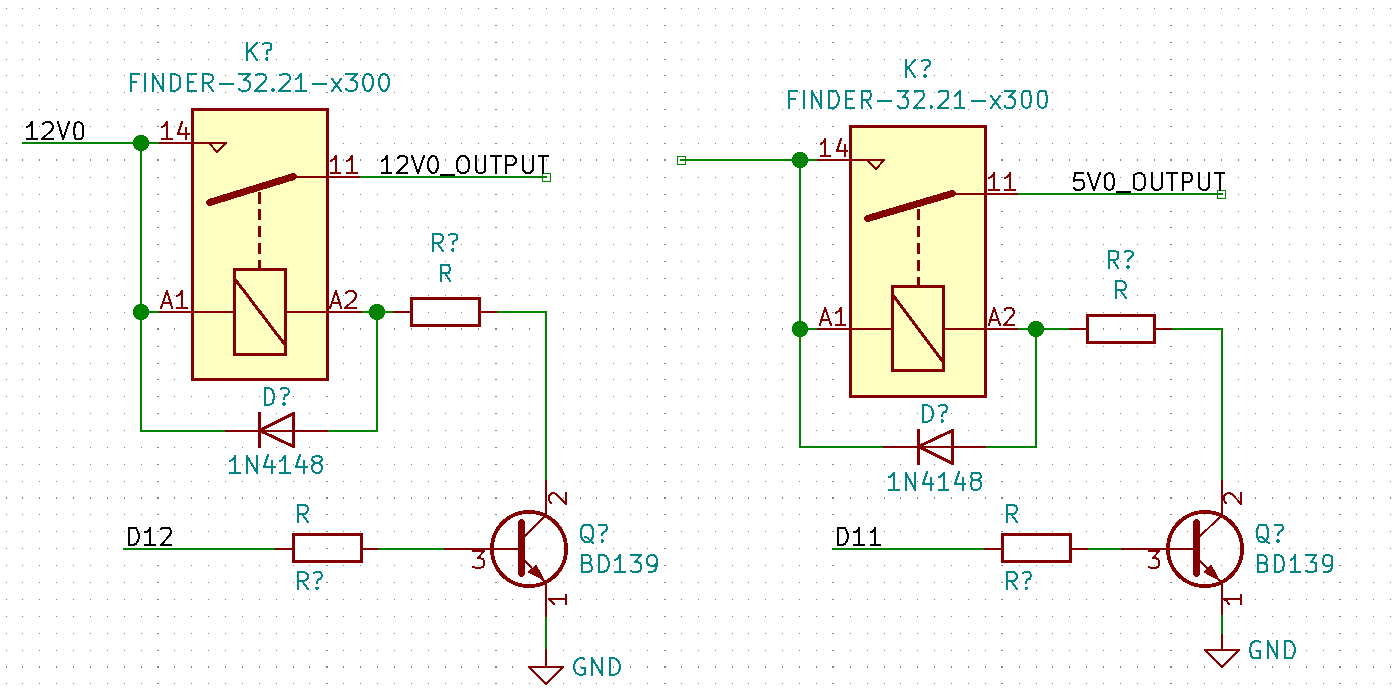 K?
FINDER-32.21-x300
12V0
14
11
12V0_OUTPUT
R?
R
A1
A2
D?
1N4148
D12
R
R?
2
3
Q?
BD139
1
GND
K?
FINDER-32.21-x300
14
11
5V0_OUTPUT
R?
R
A1
A2
D?
1N4148
D11
R
R?
2
3
Q?
BD139
1
GND